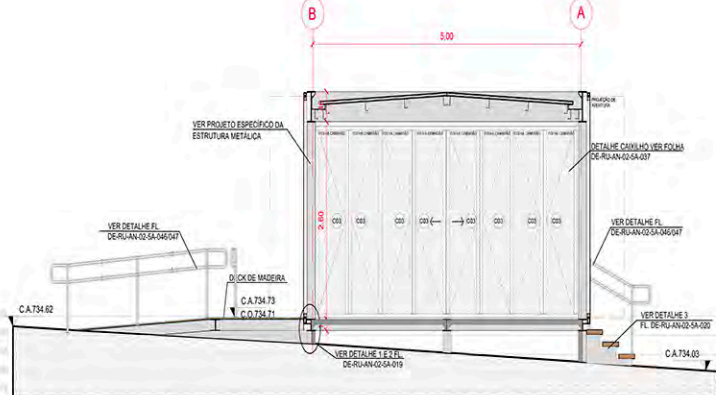 B
A
5,00
VER PROJETO ESPECÍFICO DA
ESTRUTURA METÁLICA
PROJEÇÃO DE
DETALHE CAIXILHO VER FOLHA
DE-RU-AN-02-5A-037
2,60
C03
C03
C03
C03
C03
C03
C03
C03
VER DETALHE FL.
DE-RU-AN-02-5A-046/047
VER DETALHE FL.
DE-RU-AN-02-5A-046/047
DECK DE MADEIRA
C.A.734.62
C.A.734.73
C.O.734.71
VER DETALHE 3
FL. DE-RU-AN-02-5A-020
VER DETALHE 1 E 2 FL.
DE-RU-AN-02-5A-019
C.A.734.03